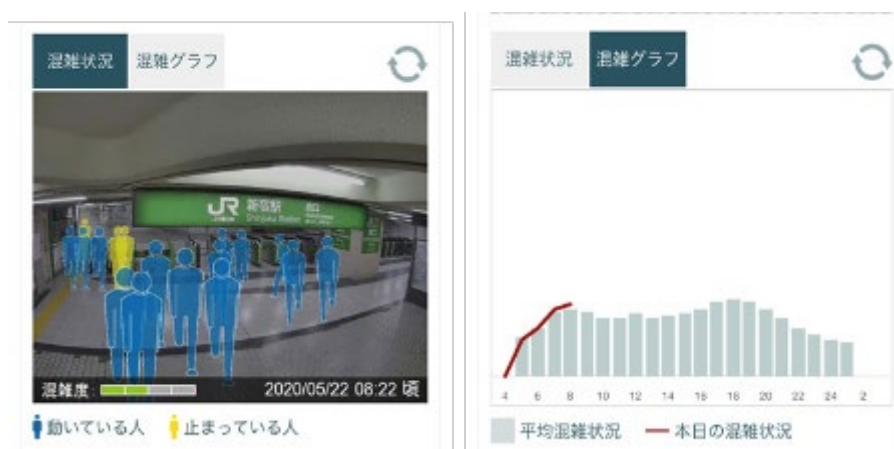 混雑状況 混雑グラフ
JR 新宿駅
Shinjuku Station
混雑度:
2020/05/22 08:22 頃
動いている人 止まっている人
混雑状況 混雑グラフ
4 6 8 10 12 14 16 18 20 22 24 2
平均混雑状況 本日の混雑状況